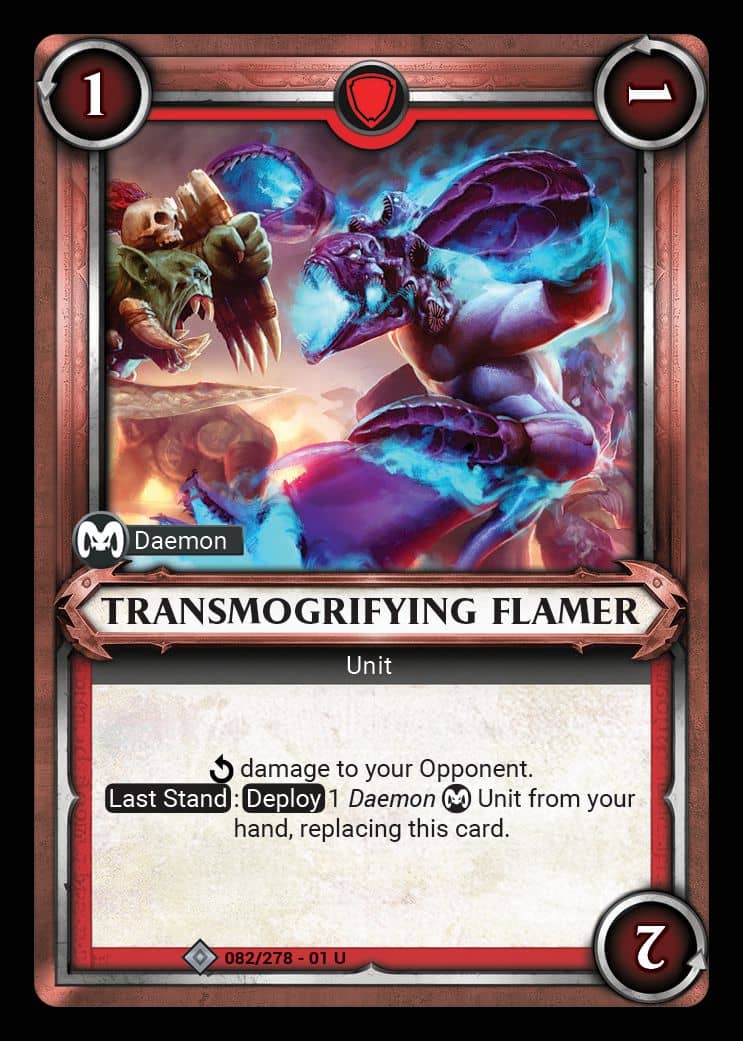 1
1
Daemon
TRANSMOGRIFYING FLAMER
Unit
damage to your Opponent.
Last Stand: Deploy 1 Daemon Unit from your
hand, replacing this card.
082/278 - 01 U
2